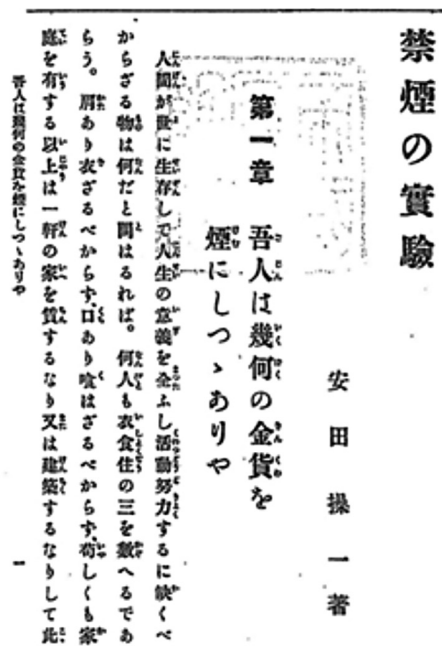 禁煙の實驗
安田操一著
第一章 吾人は幾何の金貨を
煙にしつゝありや
人間が世に生存して人生の意義を全ふし活動努力するに缺くべ
からざる物は何だと問はるれば。何人も衣食住の三を數へるであ
らう。肩あり衣ざるべからず、口あり喰はざるべからず、苟しくも家
庭を有する以上は一軒の家を賃するなり又は建築するなりして此
吾人は幾何の金貨を煙にしつゝありや
一